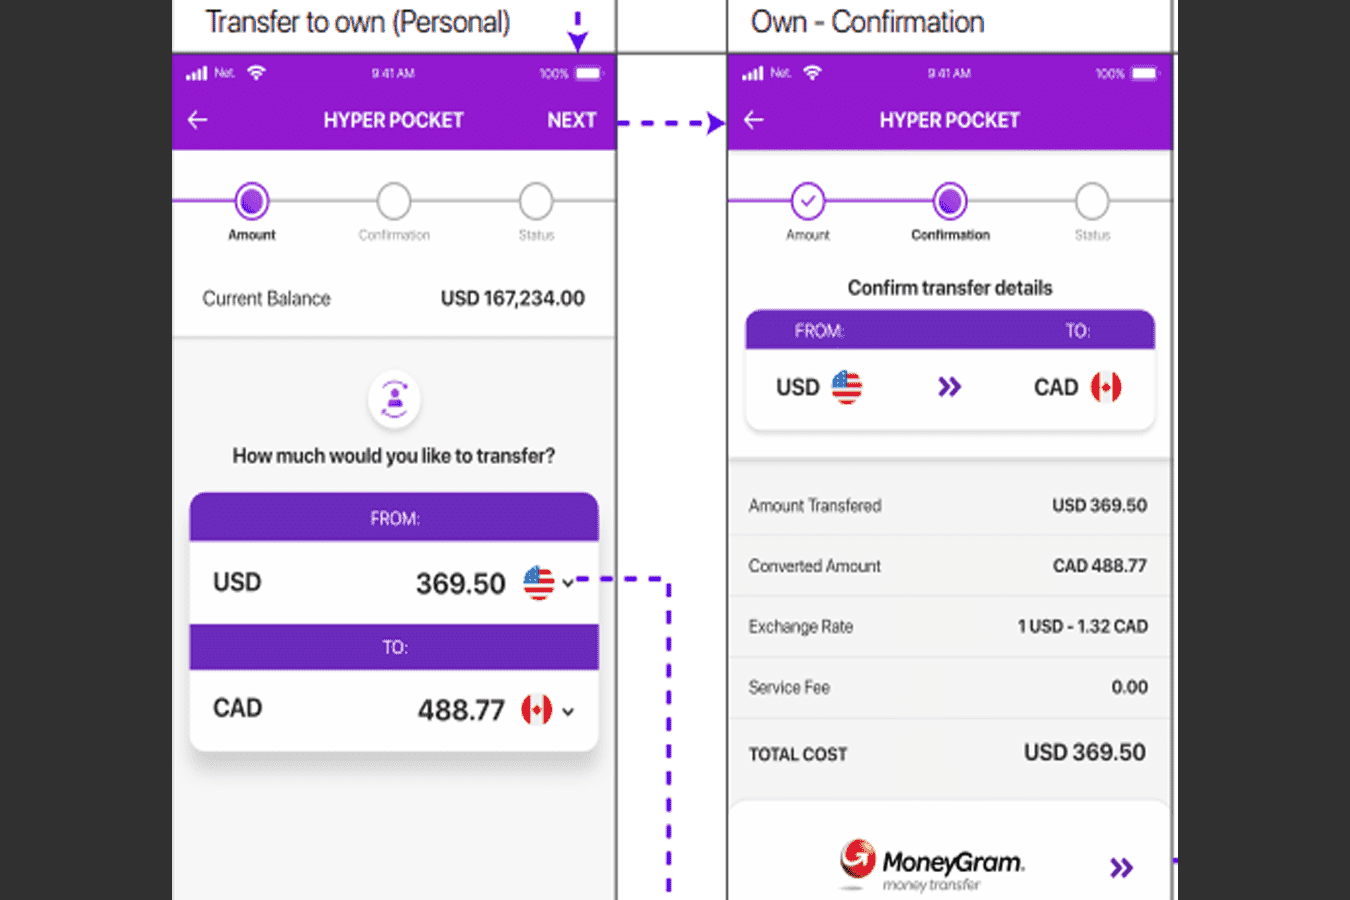 Transfer to own (Personal)
Net.
9:41 AM
100%
HYPER POCKET
NEXT
Amount
Confirmation
Status
Current Balance
USD 167,234.00
How much would you like to transfer?
FROM:
USD
369.50
TO:
CAD
488.77
Own - Confirmation
Net.
9:41 AM
100%
HYPER POCKET
Amount
Confirmation
Status
Confirm transfer details
FROM:
TO:
USD
CAD
Amount Transfered
USD 369.50
Converted Amount
CAD 488.77
Exchange Rate
1 USD - 1.32 CAD
Service Fee
0.00
TOTAL COST
USD 369.50
MoneyGram.
money transfer